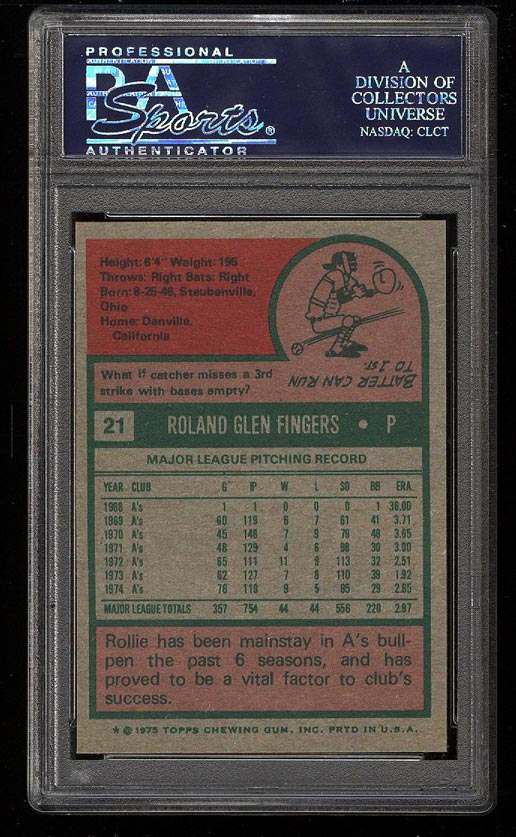 PROFESSIONAL
PSA
Sports®
AUTHENTICATOR
A
DIVISION OF
COLLECTORS
UNIVERSE
NASDAQ: CLCT
Height: 6'4" Weight: 195
Throws: Right Bats: Right
Born: 8-25-46, Steubenville,
Ohio
Home: Danville,
California
What if catcher misses a 3rd
strike with bases empty?
BATTER CAN RUN
TO 1ST.
21 ROLAND GLEN FINGERS • P
MAJOR LEAGUE PITCHING RECORD
YEAR CLUB G IP W L SO BB ERA
1968 A's 1 1 0 0 0 1 36.00
1969 A's 60 119 6 7 61 41 3.71
1970 A's 45 148 7 9 79 48 3.65
1971 A's 48 129 4 6 98 30 3.00
1972 A's 65 111 11 9 113 32 2.51
1973 A's 62 127 7 8 110 39 1.92
1974 A's 76 119 9 5 95 29 2.65
MAJOR LEAGUE TOTALS 357 754 44 44 556 220 2.97
Rollie has been mainstay in A's bull-
pen the past 6 seasons, and has
proved to be a vital factor to club's
success.
★ © 1975 TOPPS CHEWING GUM, INC. PRTD IN U.S.A.